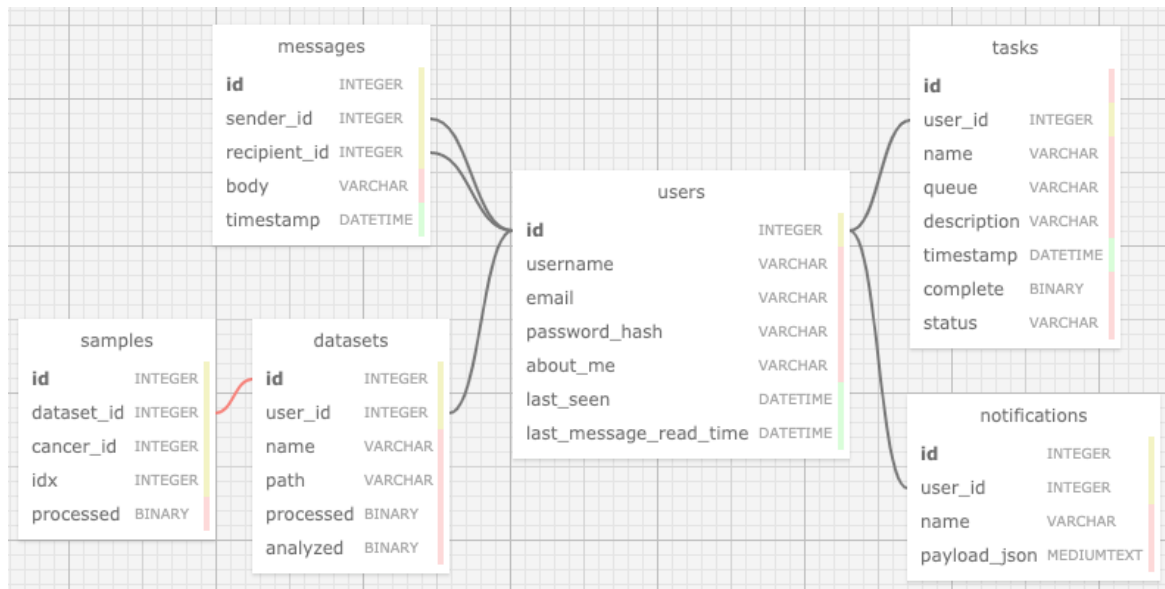 messages
id INTEGER
sender_id INTEGER
recipient_id INTEGER
body VARCHAR
timestamp DATETIME
samples
id INTEGER
dataset_id INTEGER
cancer_id INTEGER
idx INTEGER
processed BINARY
datasets
id INTEGER
user_id INTEGER
name VARCHAR
path VARCHAR
processed BINARY
analyzed BINARY
users
id INTEGER
username VARCHAR
email VARCHAR
password_hash VARCHAR
about_me VARCHAR
last_seen DATETIME
last_message_read_time DATETIME
tasks
id
user_id INTEGER
name VARCHAR
queue VARCHAR
description VARCHAR
timestamp DATETIME
complete BINARY
status VARCHAR
notifications
id INTEGER
user_id INTEGER
name VARCHAR
payload_json MEDIUMTEXT